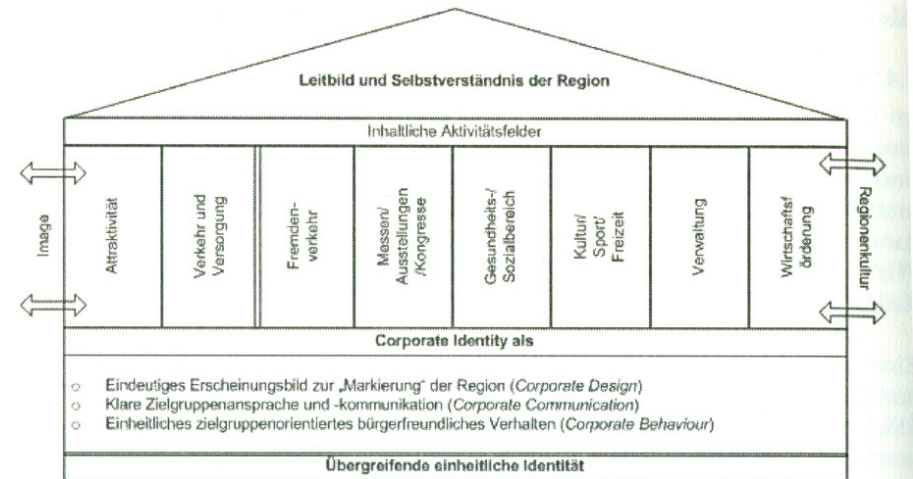 Leitbild und Selbstverständnis der Region
Inhaltliche Aktivitätsfelder
Image
Attraktivität
Verkehr und
Versorgung
Fremden-
verkehr
Messen/
Ausstellungen
/Kongresse
Gesundheits-/
Sozialbereich
Kultur/
Sport/
Freizeit
Verwaltung
Wirtschaftsf
örderung
Regionenkultur
Corporate Identity als
○ Eindeutiges Erscheinungsbild zur „Markierung“ der Region (Corporate Design)
○ Klare Zielgruppenansprache und -kommunikation (Corporate Communication)
○ Einheitliches zielgruppenorientiertes bürgerfreundliches Verhalten (Corporate Behaviour)
Übergreifende einheitliche Identität